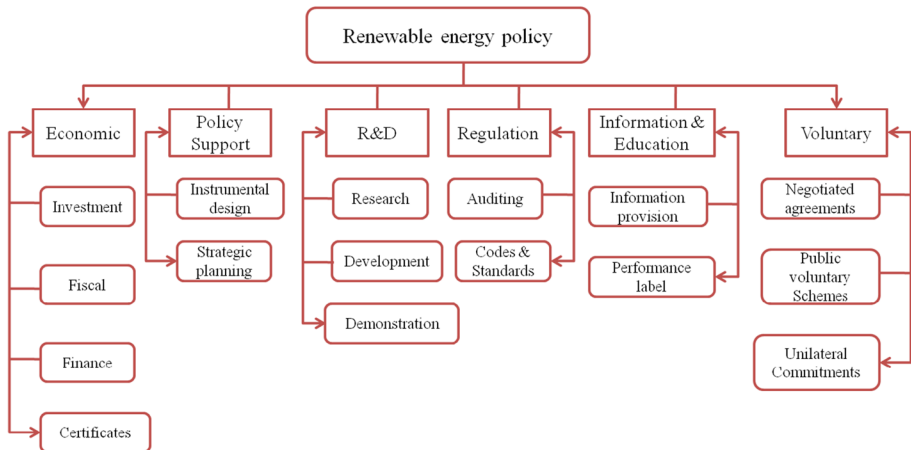 Renewable energy policy
Economic
Policy
Support
R&D
Regulation
Information &
Education
Voluntary
Investment
Fiscal
Finance
Certificates
Instrumental
design
Strategic
planning
Research
Development
Demonstration
Auditing
Codes &
Standards
Information
provision
Performance
label
Negotiated
agreements
Public
voluntary
Schemes
Unilateral
Commitments